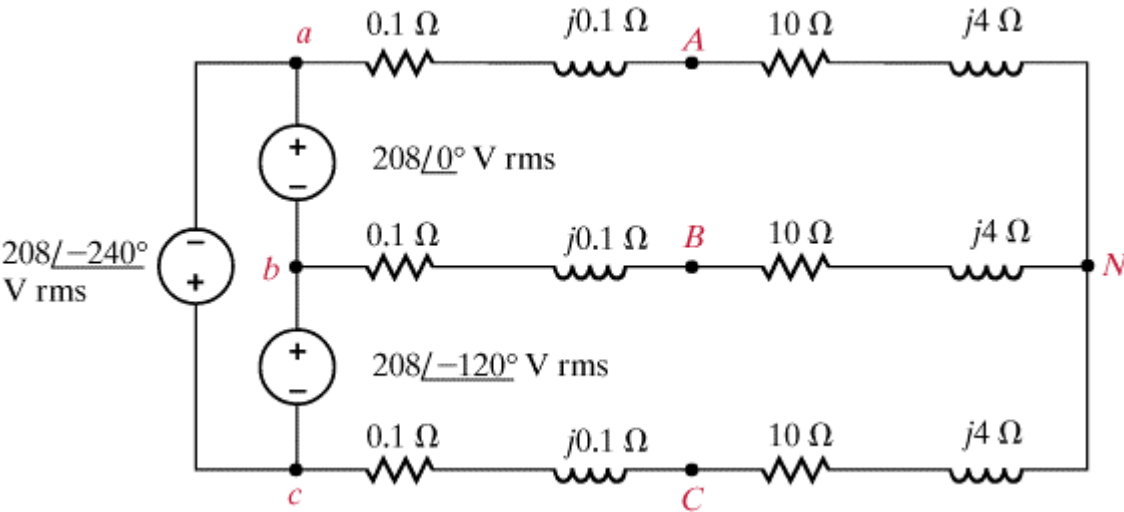 a 0.1 Ω j0.1 Ω A 10 Ω j4 Ω
208/0° V rms
208/−240°
V rms
b 0.1 Ω j0.1 Ω B 10 Ω j4 Ω N
208/−120° V rms
c 0.1 Ω j0.1 Ω C 10 Ω j4 Ω